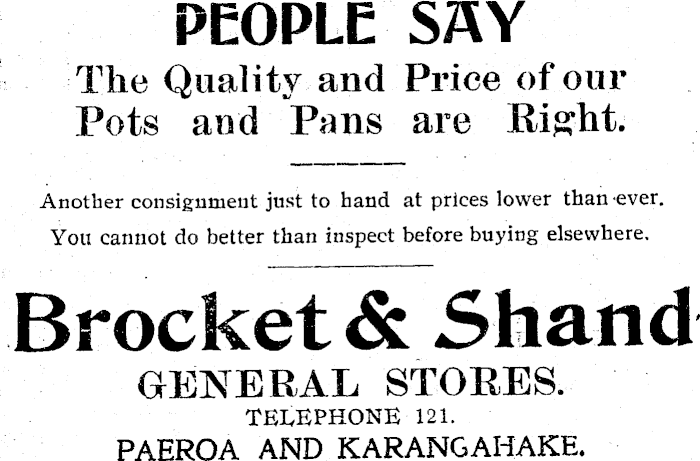 PEOPLE SAY
The Quality and Price of our
Pots and Pans are Right.
Another consignment just to hand at prices lower than ever.
You cannot do better than inspect before buying elsewhere.
Brocket & Shand
GENERAL STORES.
TELEPHONE 121.
PAEROA AND KARANGAHAKE.